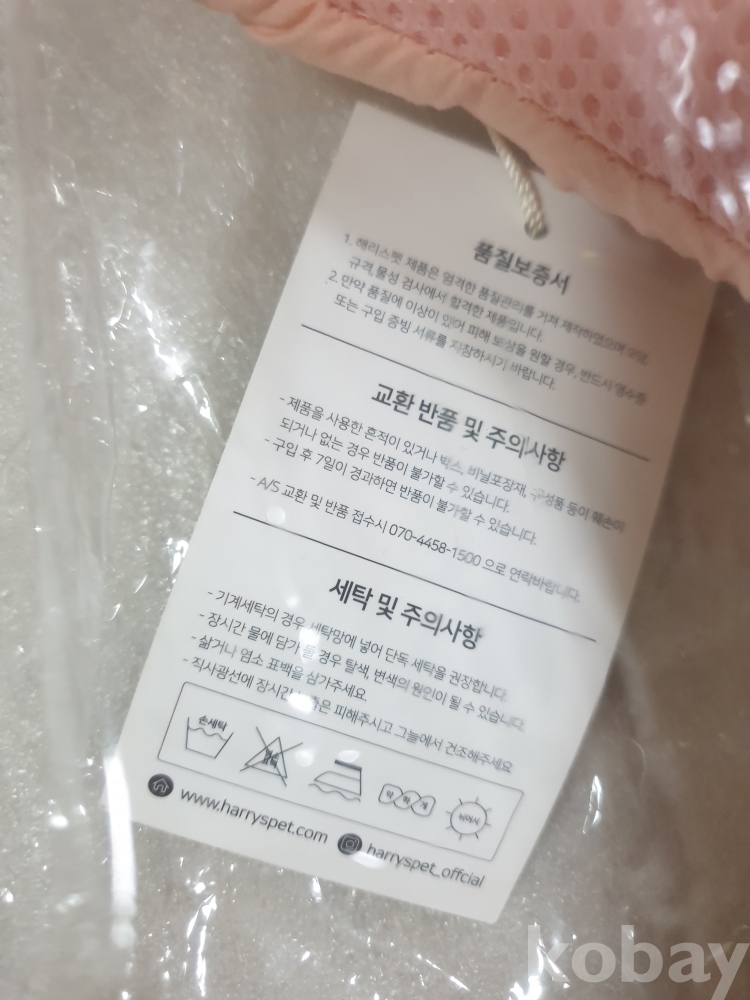 품질보증서
1. 해리스펫 제품은 엄격한 품질관리를 거쳐 제작하였으며
규격,물성 검사에서 합격한 제품입니다.
2. 만약 품질에 이상이 있어 피해 보상을 원할 경우, 반드시 영수증
또는 구입 증빙 서류를 지참하시기 바랍니다.
교환 반품 및 주의사항
- 제품을 사용한 흔적이 있거나 박스, 비닐포장재, 구성품 등이 훼손이
되거나 없는 경우 반품이 불가할 수 있습니다.
- 구입 후 7일이 경과하면 반품이 불가할 수 있습니다.
- A/S 교환 및 반품 접수시 070-4458-1500 으로 연락바랍니다.
세탁 및 주의사항
- 기계세탁의 경우 세탁망에 넣어 단독 세탁을 권장합니다.
- 장시간 물에 담가 둘 경우 탈색, 변색의 원인이 될 수 있습니다.
- 삶거나 염소 표백을 삼가주세요.
- 직사광선에 장시간 피해주시고 그늘에서 건조해주세요
손세탁
염소
표백
약하게
뉘어서
www.harryspet.com
harryspet_offcial
kobay